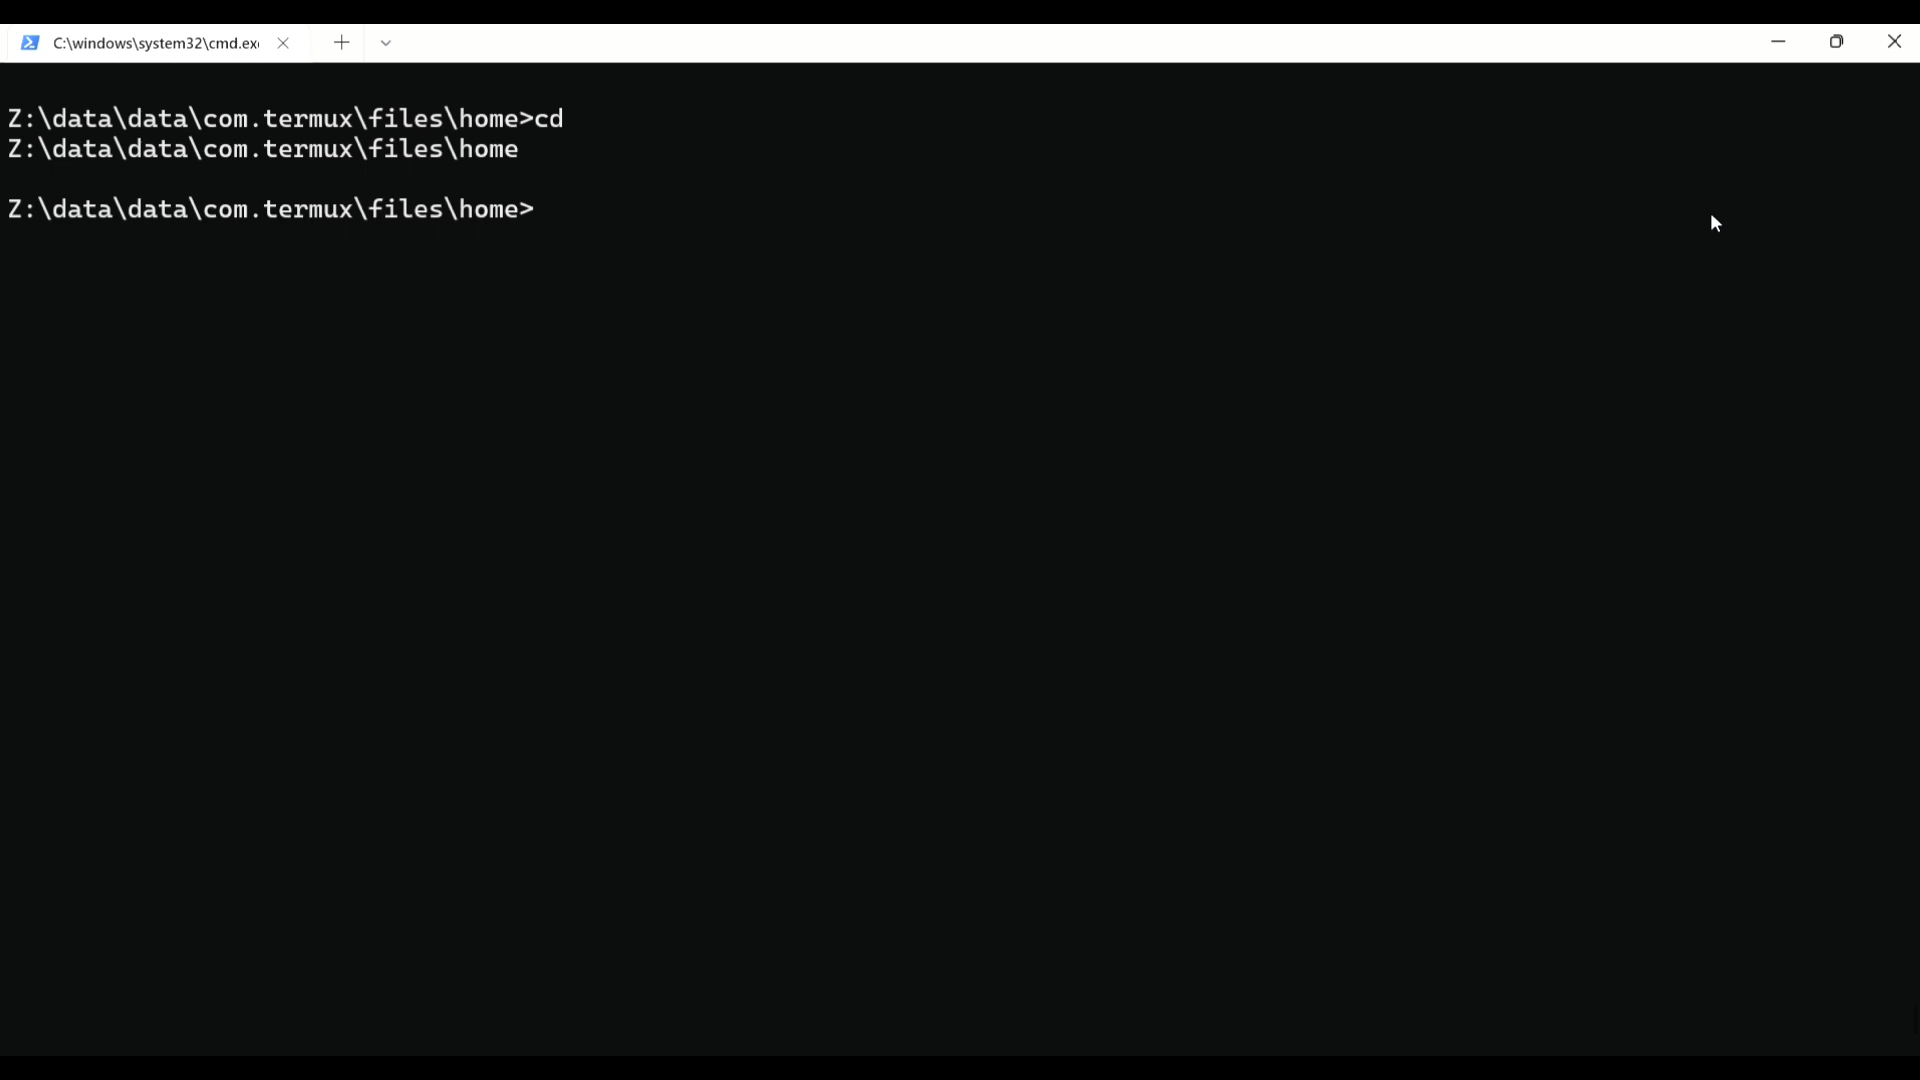 C:\windows\system32\cmd.ex
Z:\data\data\com.termux\files\home>cd
Z:\data\data\com.termux\files\home
Z:\data\data\com.termux\files\home>